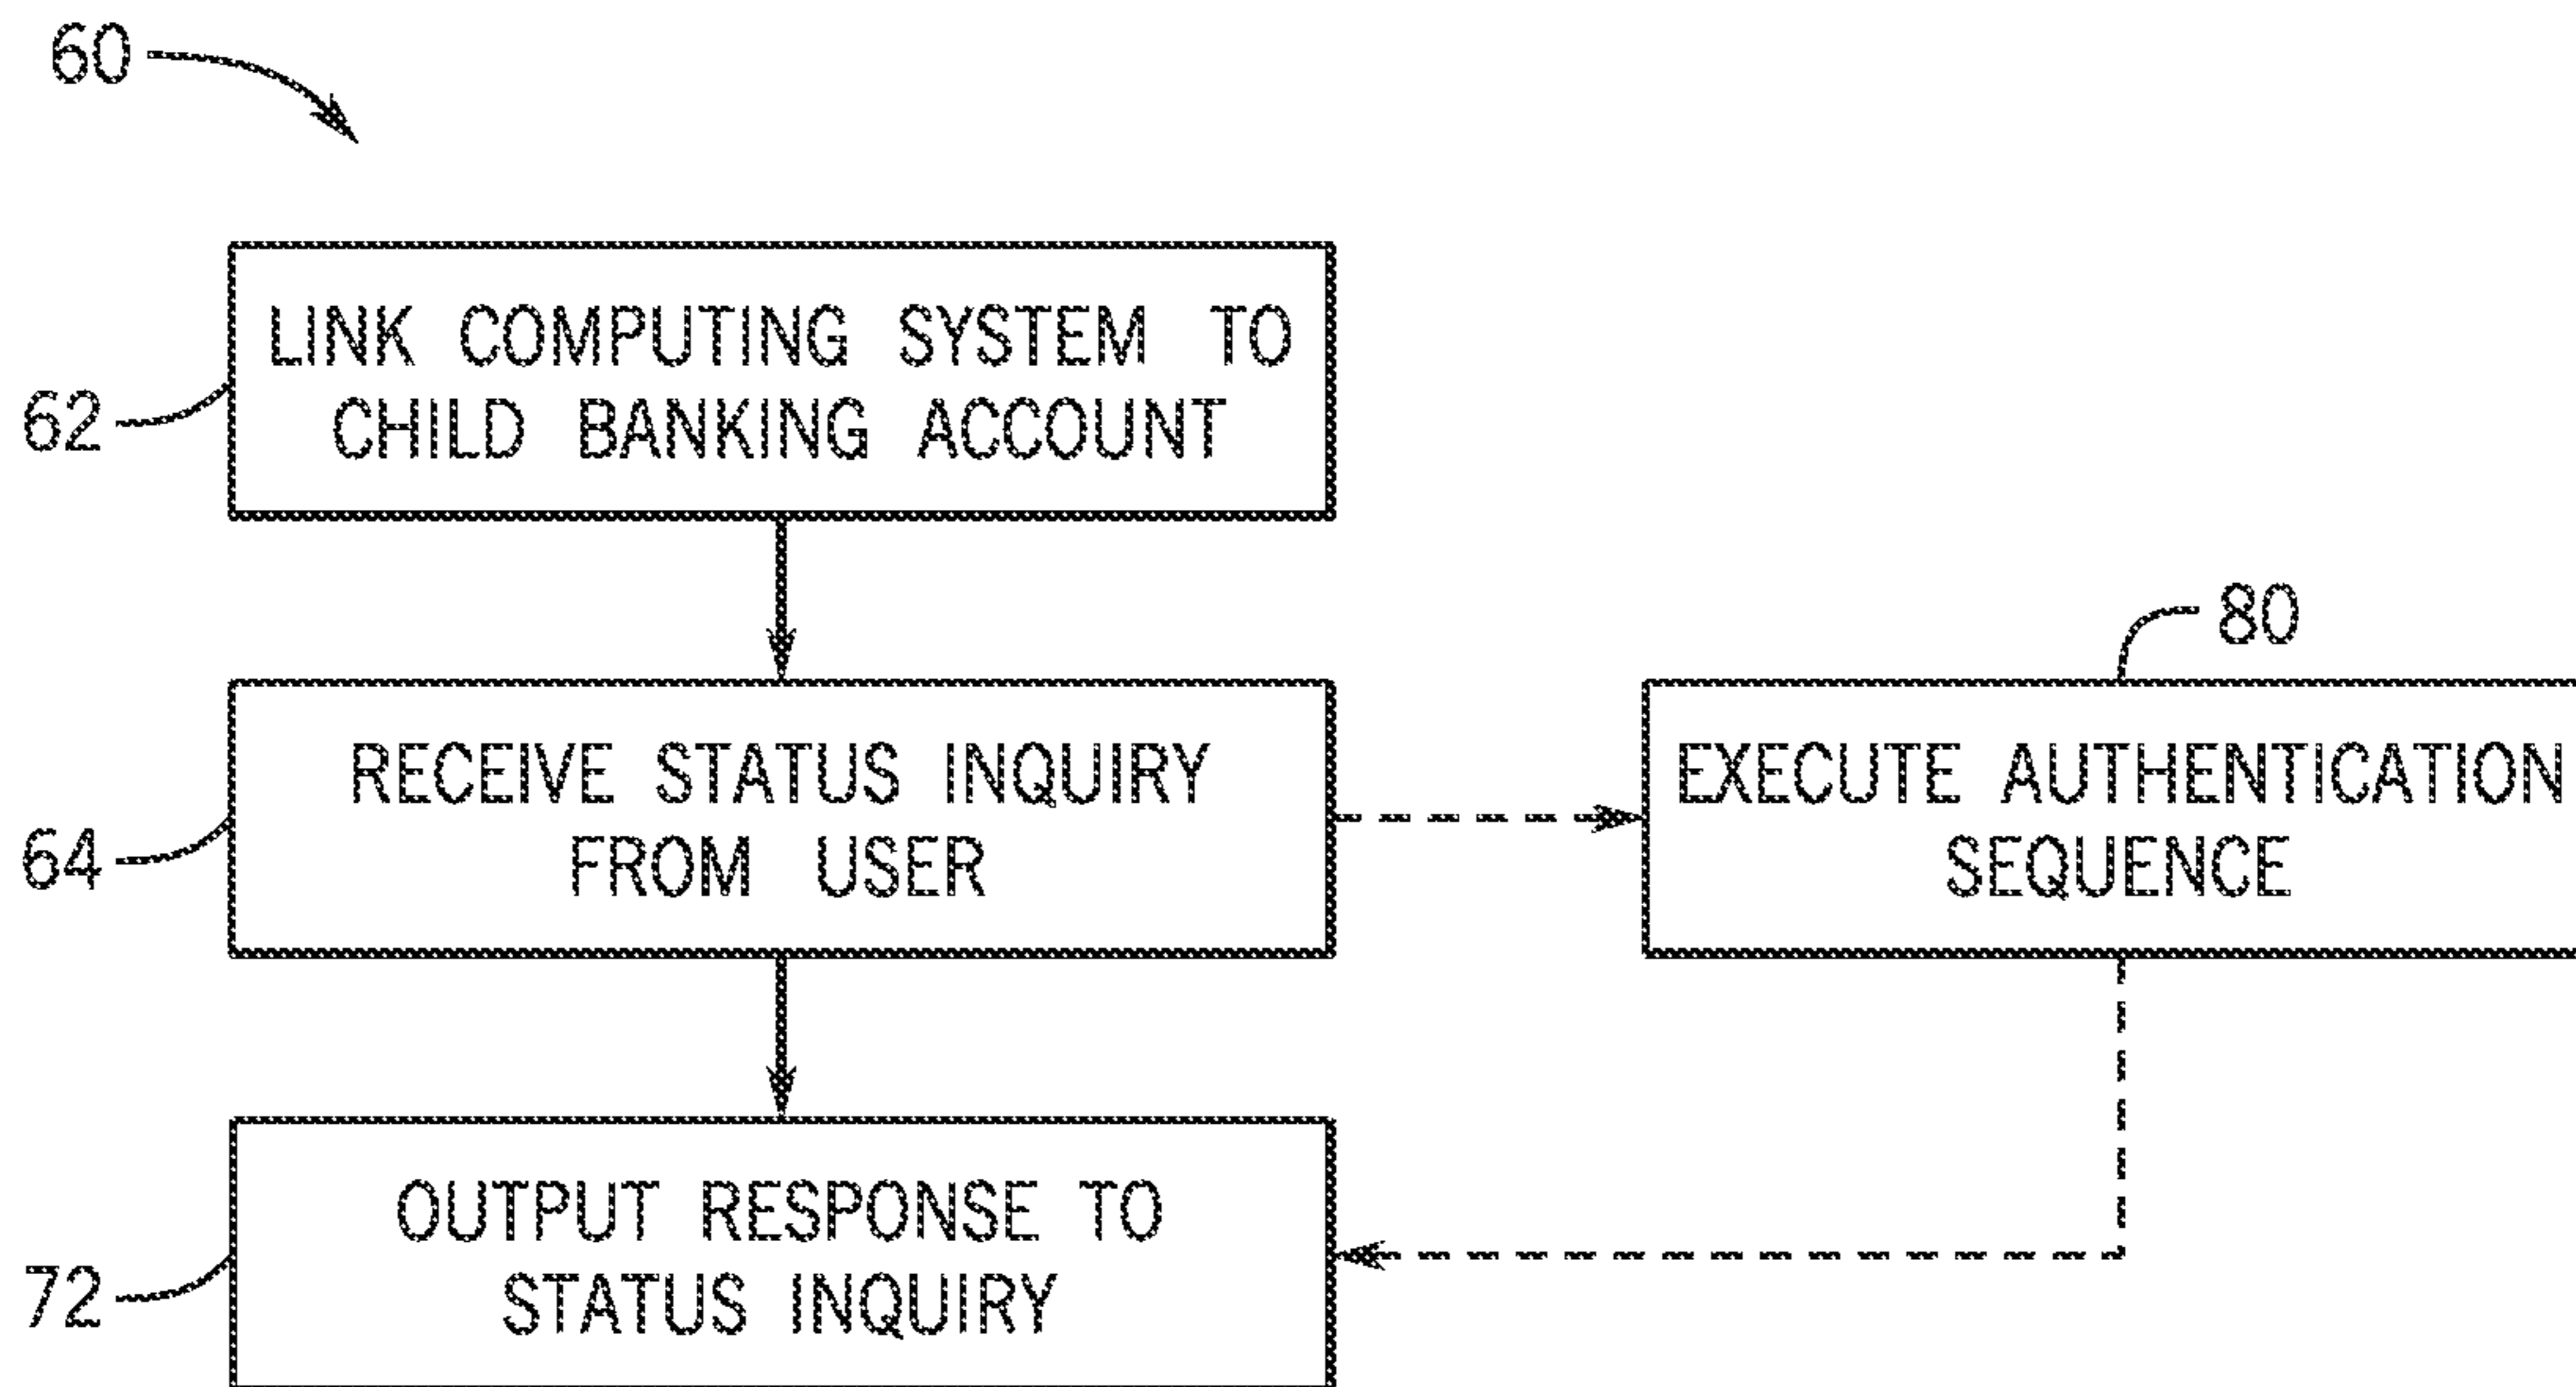 60
LINK COMPUTING SYSTEM TO
CHILD BANKING ACCOUNT
62
80
RECEIVE STATUS INQUIRY
FROM USER
64
EXECUTE AUTHENTICATION
SEQUENCE
OUTPUT RESPONSE TO
STATUS INQUIRY
72